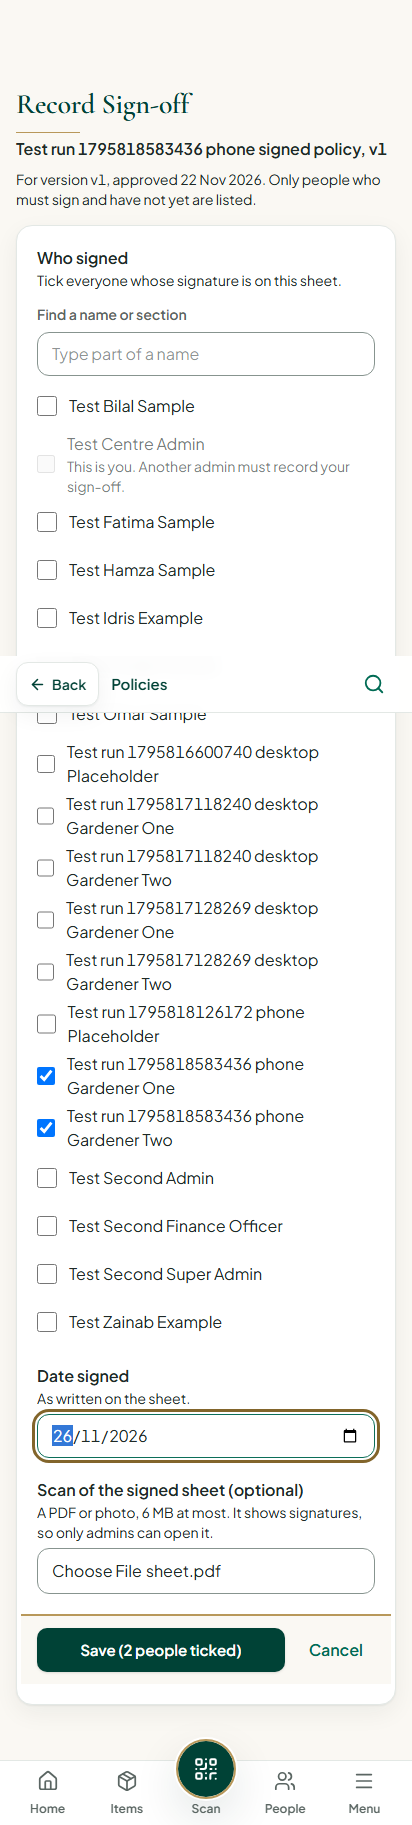 Record Sign-off
Test run 1795818583436 phone signed policy, v1
For version v1, approved 22 Nov 2026. Only people who
must sign and have not yet are listed.
Who signed
Tick everyone whose signature is on this sheet.
Find a name or section
Type part of a name
Test Bilal Sample
Test Centre Admin
This is you. Another admin must record your
sign-off.
Test Fatima Sample
Test Hamza Sample
Test Idris Example
Back
Policies
Test Omar Sample
Test run 1795816600740 desktop
Placeholder
Test run 1795817118240 desktop
Gardener One
Test run 1795817118240 desktop
Gardener Two
Test run 1795817128269 desktop
Gardener One
Test run 1795817128269 desktop
Gardener Two
Test run 1795818126172 phone
Placeholder
Test run 1795818583436 phone
Gardener One
Test run 1795818583436 phone
Gardener Two
Test Second Admin
Test Second Finance Officer
Test Second Super Admin
Test Zainab Example
Date signed
As written on the sheet.
26/11/2026
Scan of the signed sheet (optional)
A PDF or photo, 6 MB at most. It shows signatures,
so only admins can open it.
Choose File sheet.pdf
Save (2 people ticked)
Cancel
Home
Items
Scan
People
Menu